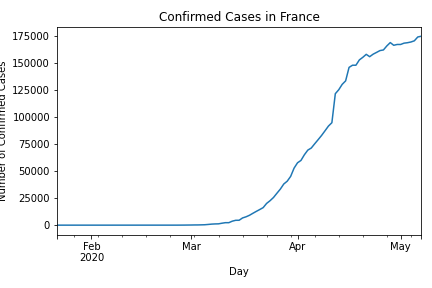 Confirmed Cases in France
175000
150000
125000
100000
75000
50000
25000
0
Number of Confirmed Cases
Feb
2020
Mar
Apr
May
Day